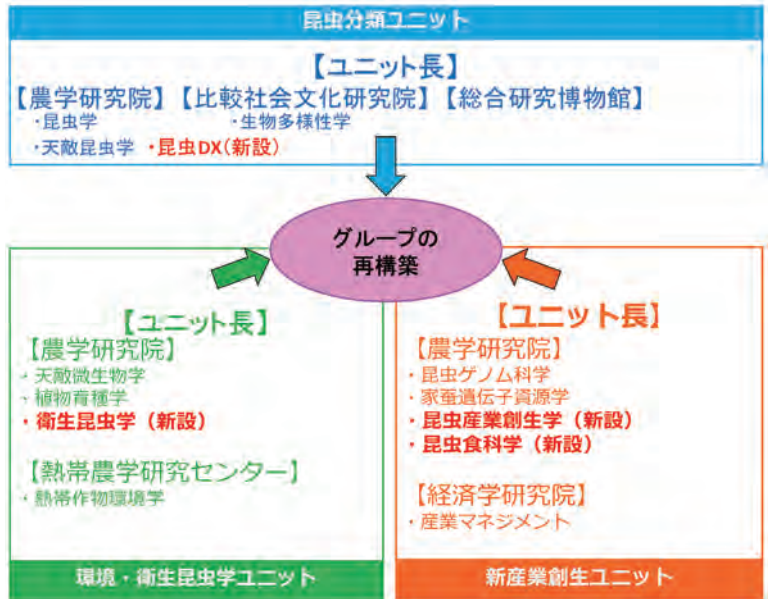 昆虫分類ユニット
【ユニット長】
【農学研究院】【比較社会文化研究院】【総合研究博物館】
・昆虫学 ・生物多様性学
・天敵昆虫学 ・昆虫DX(新設)
グループの
再構築
【ユニット長】
【農学研究院】
・天敵微生物学
・植物育種学
・衛生昆虫学(新設)
【熱帯農学研究センター】
・熱帯作物環境学
環境・衛生昆虫学ユニット
【ユニット長】
【農学研究院】
・昆虫ゲノム科学
・家蚕遺伝子資源学
・昆虫産業創生学(新設)
・昆虫食科学(新設)
【経済学研究院】
・産業マネジメント
新産業創生ユニット